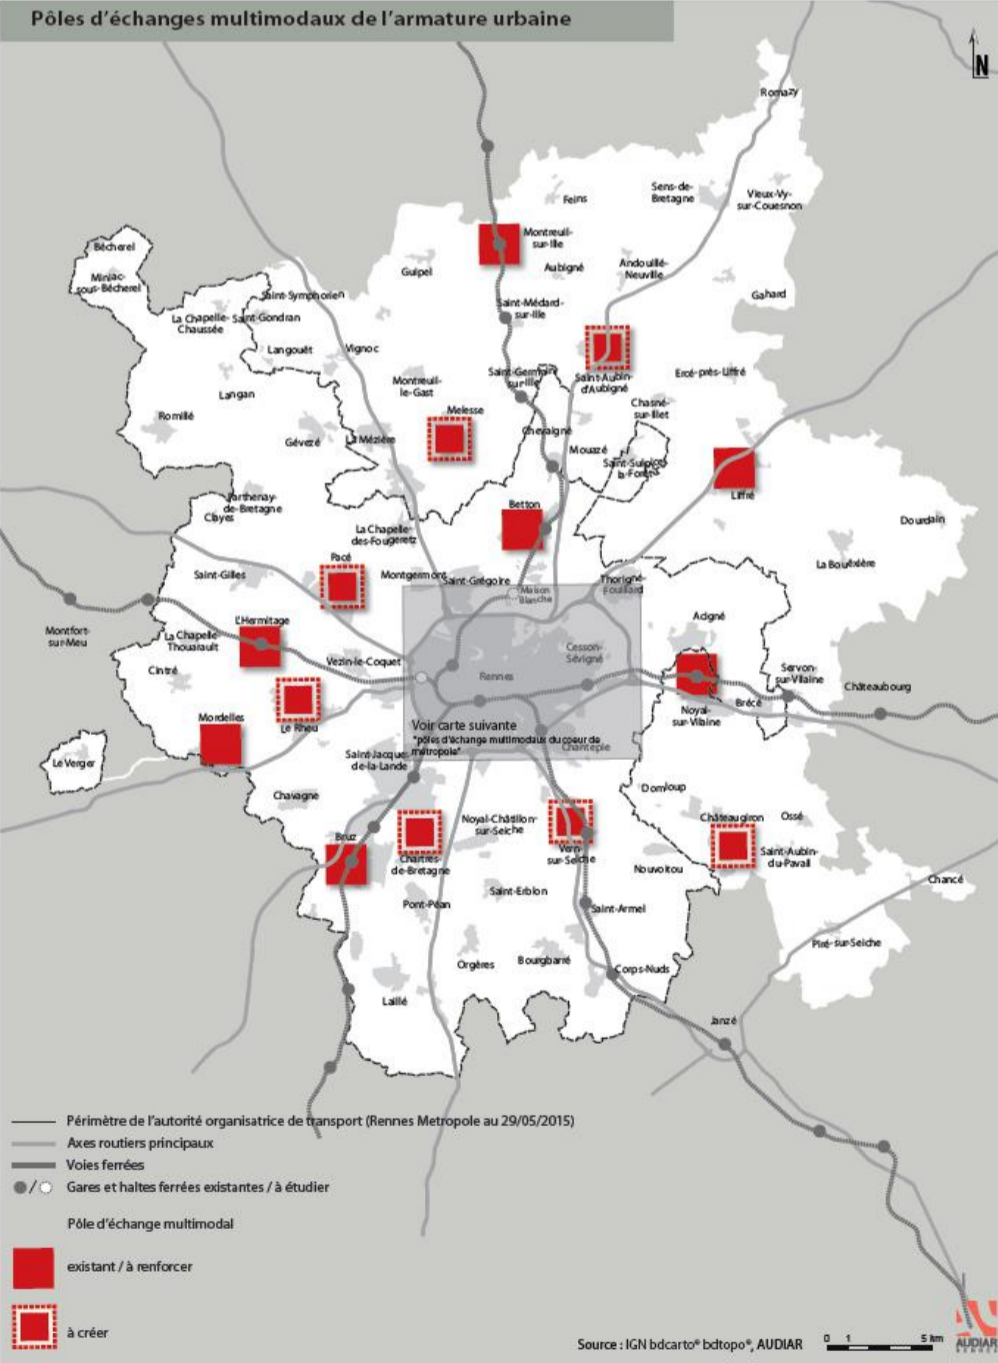 Pôles d'échanges multimodaux de l'armature urbaine
N
Romazy
Sens-de-
Bretagne
Vieux-Vy-
sur-Couesnon
Feins
Montreuil-
sur-Ille
Bécherel
Miniac-
sous-Bécherel
Guipel
Aubigné
Andouillé-
Neuville
Gahard
Saint-Symphorien
La Chapelle-
Chaussée
Saint-Gondran
Saint-Médard-
sur-Ille
Langouët
Vignoc
Saint-Germain
sur-Ille
Saint-Aubin-
d'Aubigné
Ercé-près-Liffré
Montreuil-
le-Gast
Langan
Melesse
Chasné-
sur-Illet
Romillé
Gévezé
La Mézière
Chevaigné
Mouazé
Saint-Sulpice
la-Forêt
Liffré
Parthenay-
de-Bretagne
Clayes
Betton
Dourdain
La Chapelle-
des-Fougeretz
Pacé
La Bouëxière
Saint-Gilles
Montgermont
Saint-Grégoire
Maison
Blanche
Thorigné-
Fouillard
Montfort-
sur-Meu
L'Hermitage
Acigné
La Chapelle-
Thouarault
Cintré
Vezin-le-Coquet
Cesson-
Sévigné
Rennes
Servon-
sur-Vilaine
Châteaubourg
Noyal-
sur-Vilaine
Brécé
Mordelles
Le Rheu
Voir carte suivante
"pôles d'échange multimodaux du coeur de
métropole"
Chantepie
Le Verger
Saint-Jacques-
de-la-Lande
Chavagne
Domloup
Châteaugiron
Ossé
Noyal-Châtillon-
sur-Seiche
Bruz
Chartres-
de-Bretagne
Vern-
sur-Seiche
Saint-Aubin-
du-Pavail
Nouvoitou
Chancé
Saint-Erblon
Pont-Péan
Saint-Armel
Piré-sur-Seiche
Orgères
Bourgbarré
Corps-Nuds
Laillé
Janzé
Périmètre de l'autorité organisatrice de transport (Rennes Metropole au 29/05/2015)
Axes routiers principaux
Voies ferrées
/
Gares et haltes ferrées existantes / à étudier
Pôle d'échange multimodal
existant / à renforcer
à créer
Source : IGN bdcarto® bdtopo®, AUDIAR
0 1 5 km
AUDIAR
RENNES